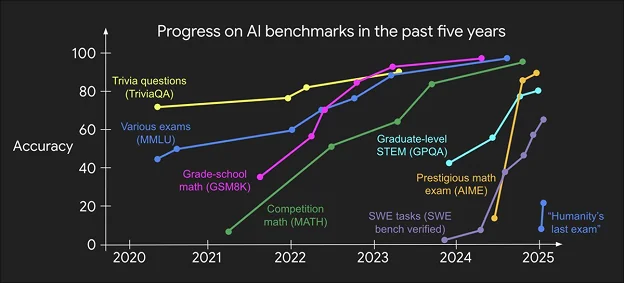 Progress on AI benchmarks in the past five years
100
80
60
40
20
0
Accuracy
Trivia questions
(TriviaQA)
Various exams
(MMLU)
Grade-school
math (GSM8K)
Competition
math (MATH)
Graduate-level
STEM (GPQA)
Prestigious math
exam (AIME)
SWE tasks (SWE
bench verified)
"Humanity's
last exam"
2020
2021
2022
2023
2024
2025